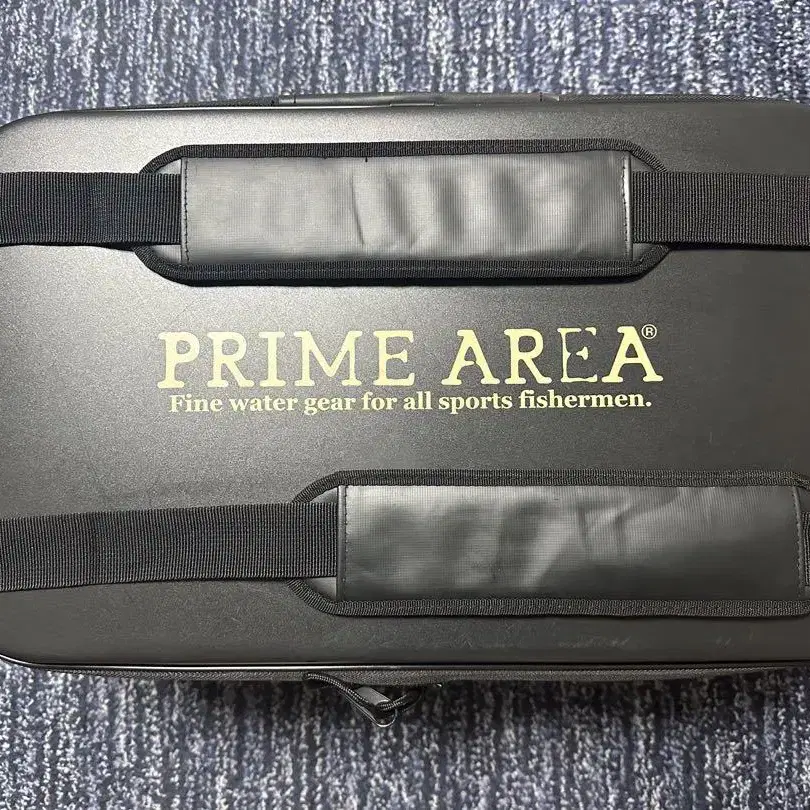 PRIME AREA®
Fine water gear for all sports fishermen.